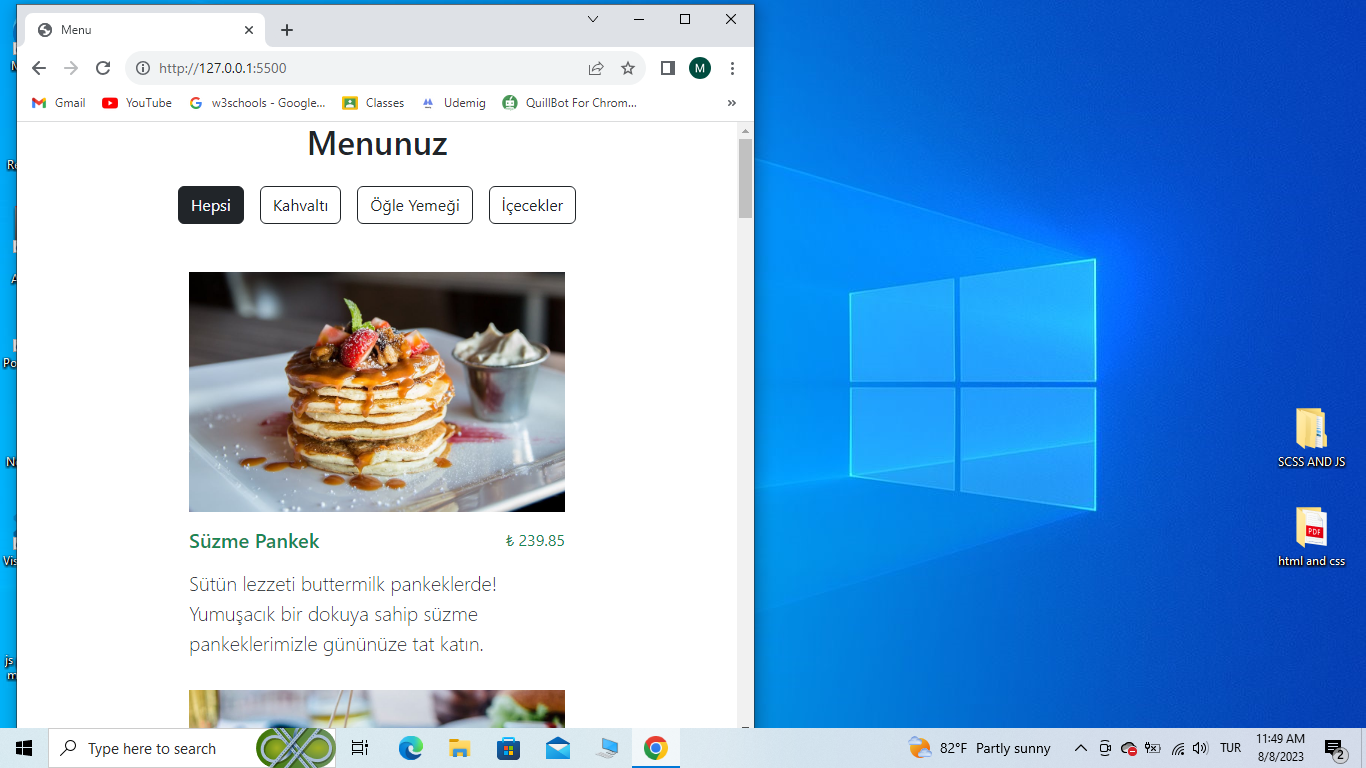 Menu
http://127.0.0.1:5500
M
Gmail
YouTube
w3schools - Google...
Classes
Udemig
QuillBot For Chrom...
Menunuz
Hepsi
Kahvaltı
Öğle Yemeği
İçecekler
Süzme Pankek
₺ 239.85
Sütün lezzeti buttermilk pankeklerde!
Yumuşacık bir dokuya sahip süzme
pankeklerimizle gününüze tat katın.
SCSS AND JS
PDF
html and css
Type here to search
82°F Partly sunny
TUR
11:49 AM
8/8/2023
2